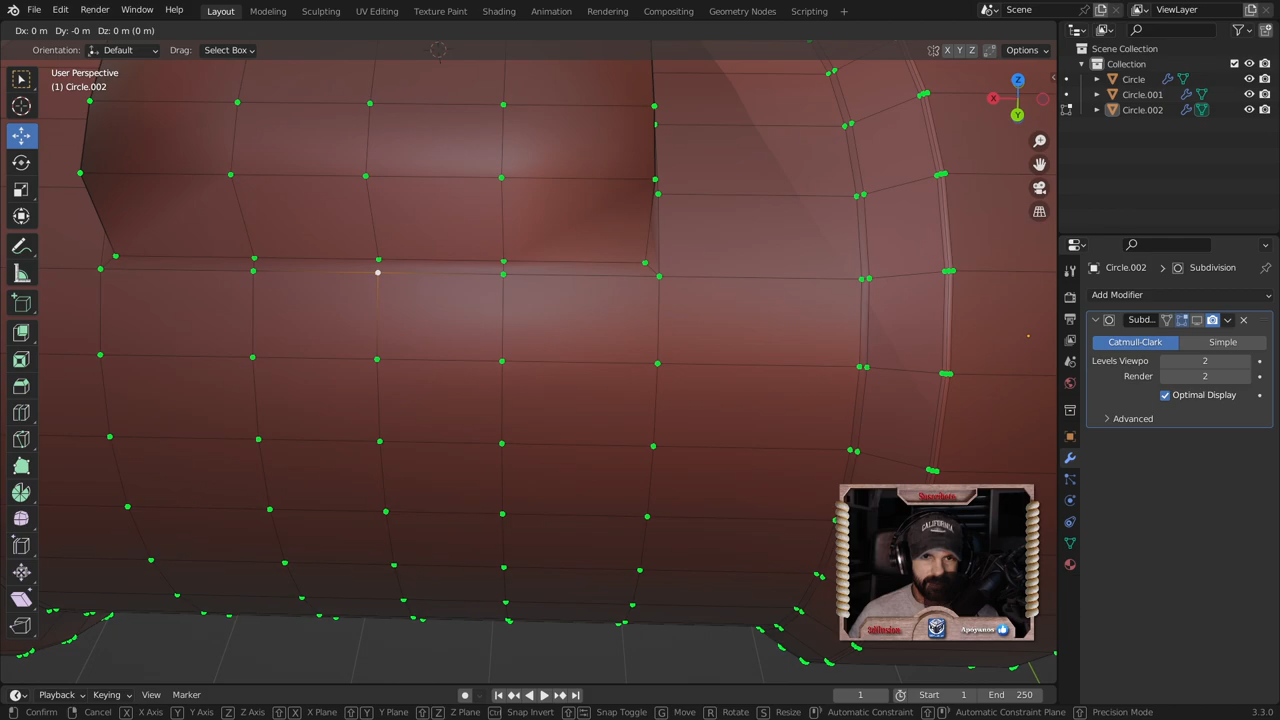 File Edit Render Window Help Layout Modeling Sculpting UV Editing Texture Paint Shading Animation Rendering Compositing Geometry Nodes Scripting Scene ViewLayer
Dx: 0 m Dy: -0 m Dz: 0 m (0 m)
Orientation: Default Drag: Select Box X Y Z Options
User Perspective
(1) Circle.002
Scene Collection
Collection
Circle
Circle.001
Circle.002
Z
X
Y
Circle.002 Subdivision
Add Modifier
Subd...
Catmull-Clark Simple
Levels Viewpo 2
Render 2
Optimal Display
Advanced
CALIFORNIA
Apoyanos
Playback Keying View Marker 1 Start 1 End 250
Confirm Cancel X X Axis Y Y Axis Z Z Axis X X Plane Y Y Plane Z Z Plane Ctrl Snap Invert Snap Toggle G Move R Rotate S Resize Automatic Constraint Automatic Constraint Plane Precision Mode 3.3.0